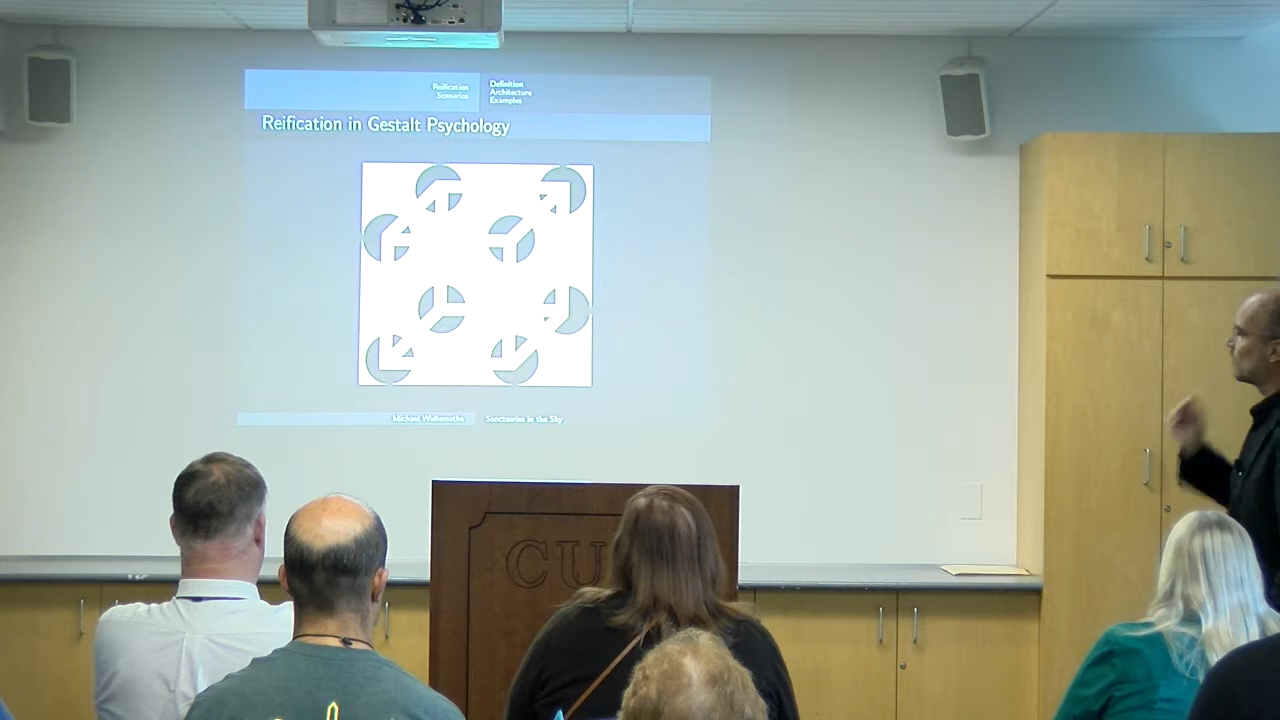 Reification
Scenarios
Definition
Architecture
Examples
Reification in Gestalt Psychology
Michael Waltemathe
Sanctuaries in the Sky
CU